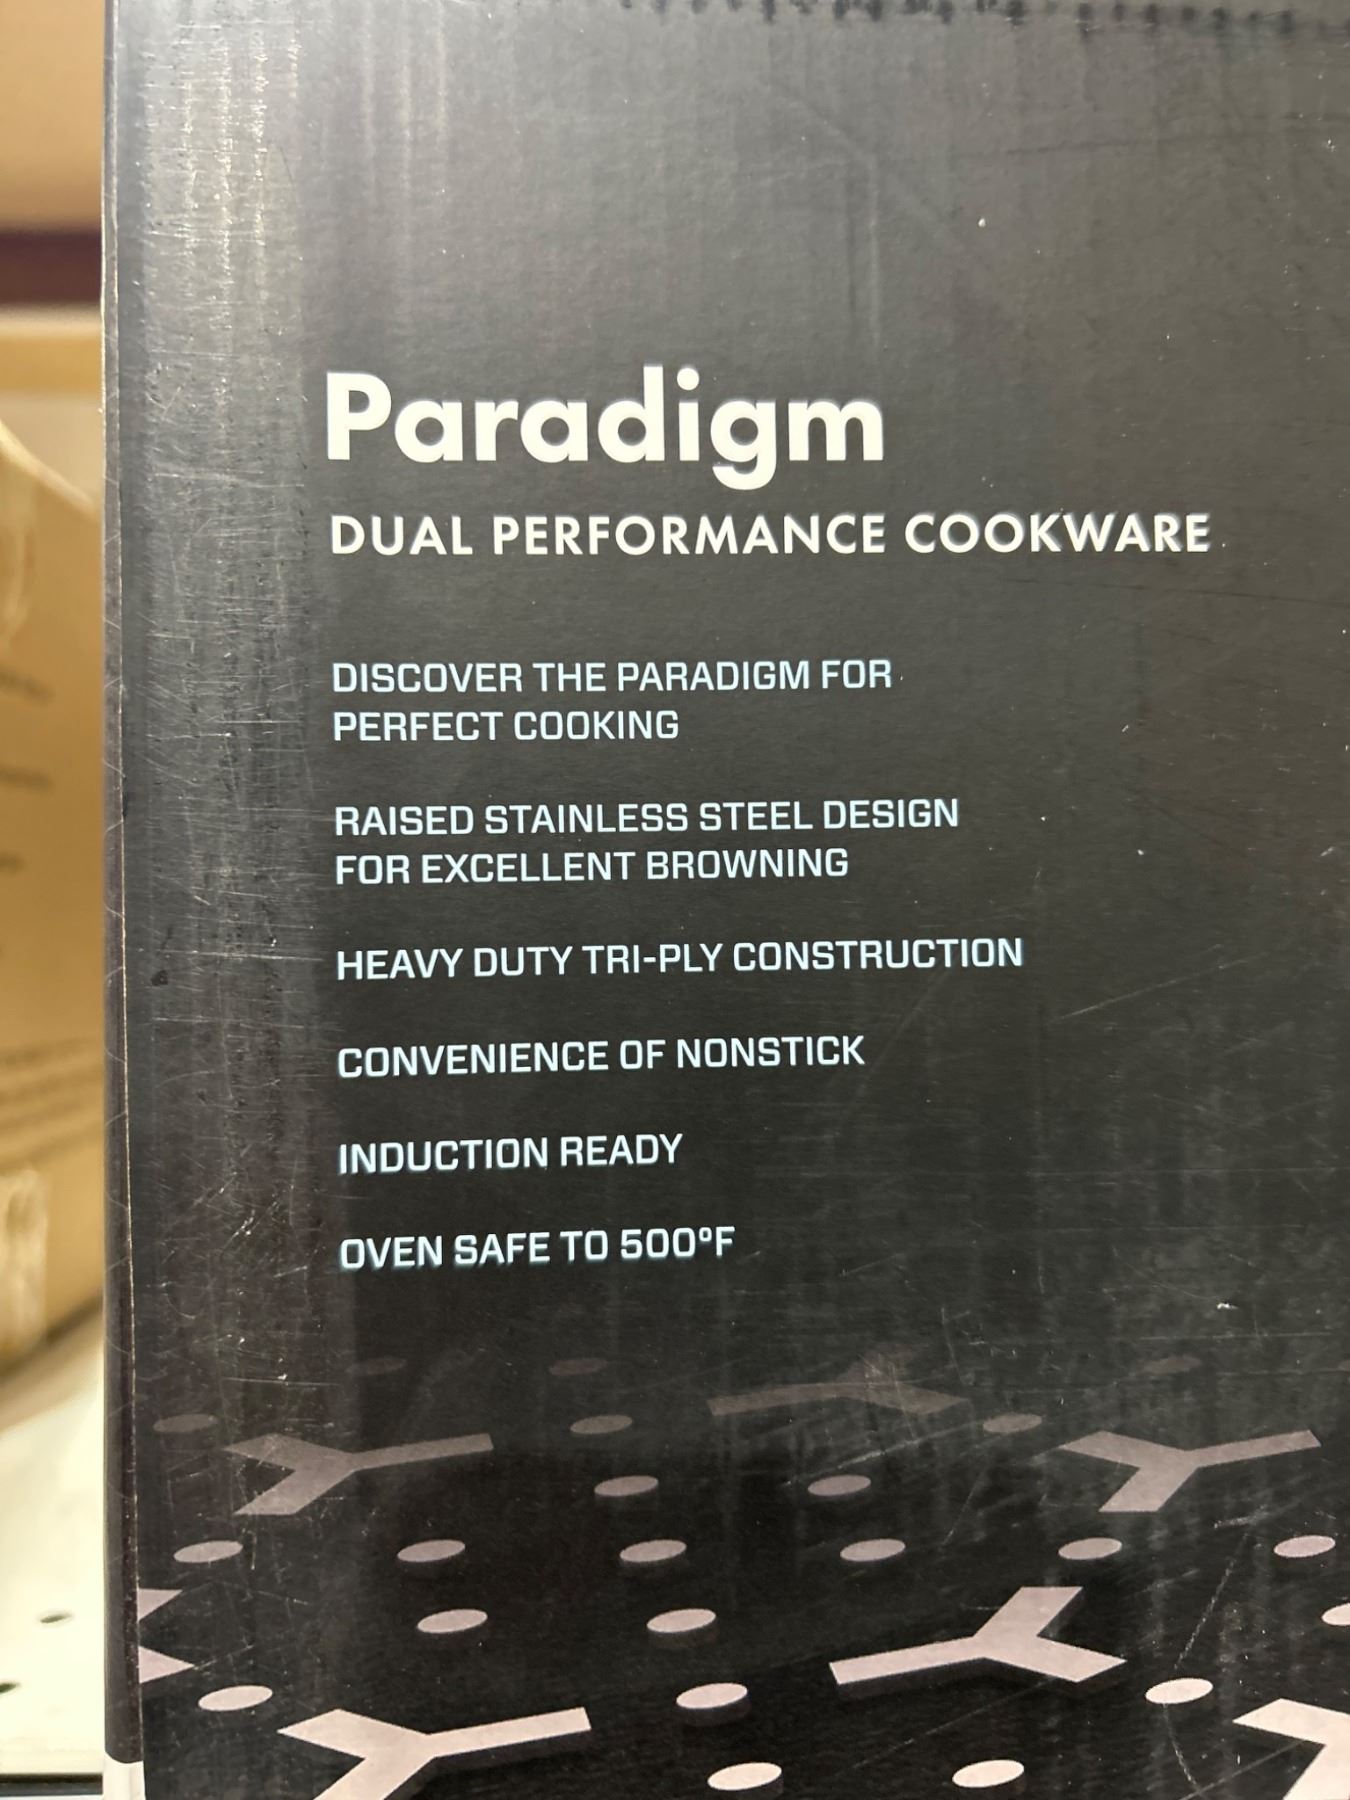 Paradigm
DUAL PERFORMANCE COOKWARE
DISCOVER THE PARADIGM FOR
PERFECT COOKING
RAISED STAINLESS STEEL DESIGN
FOR EXCELLENT BROWNING
HEAVY DUTY TRI-PLY CONSTRUCTION
CONVENIENCE OF NONSTICK
INDUCTION READY
OVEN SAFE TO 500°F